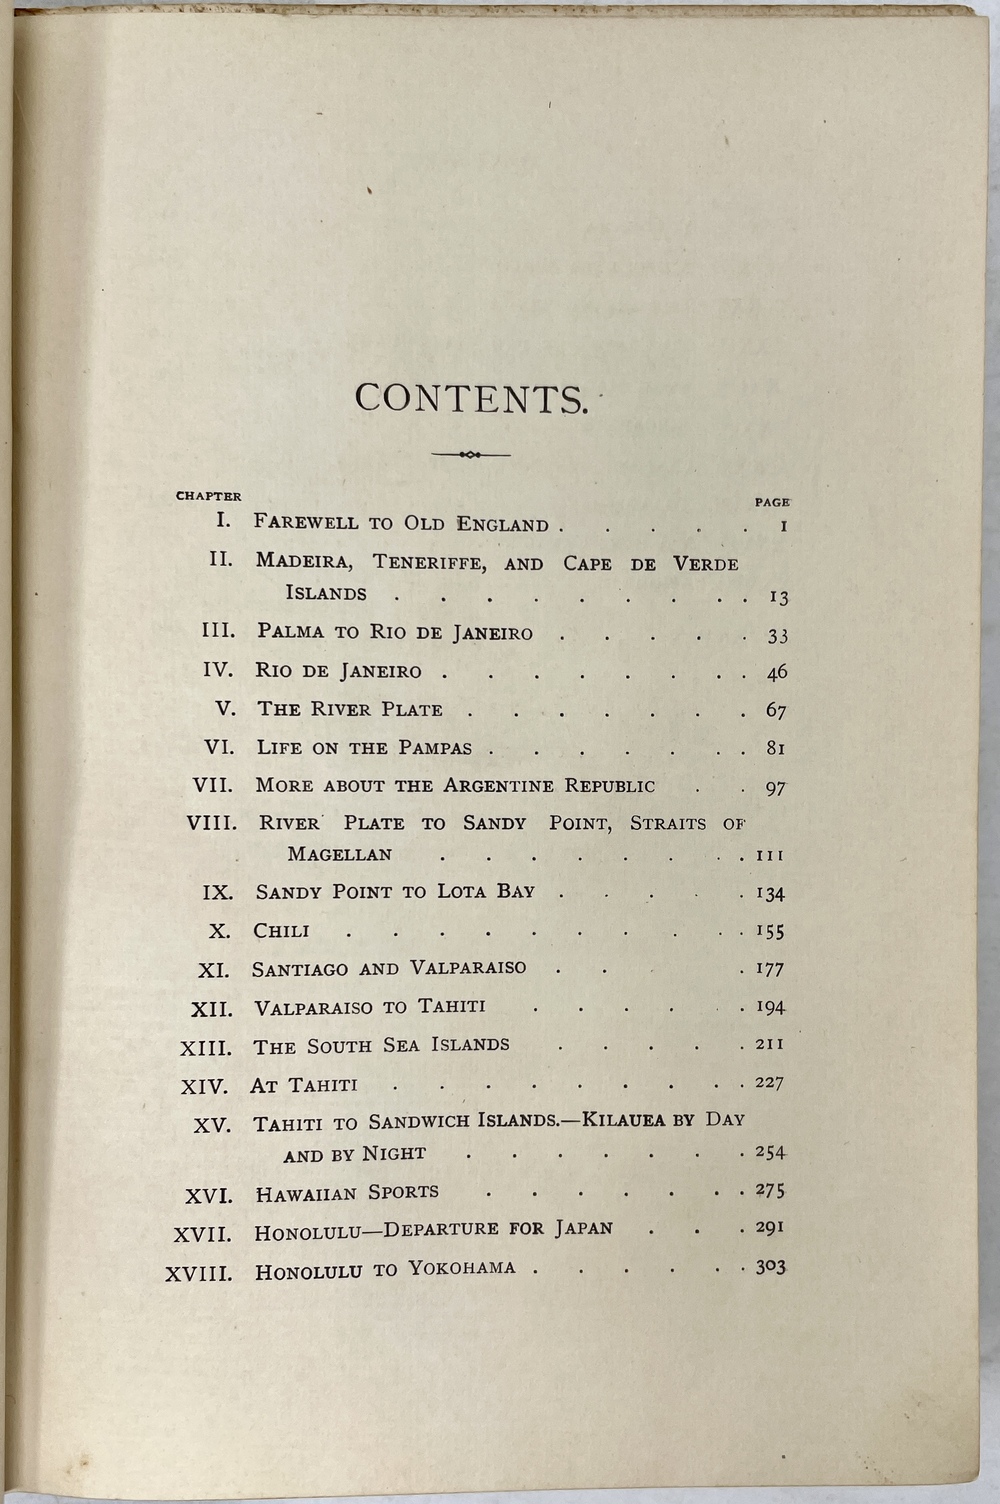 CONTENTS.
CHAPTER PAGE
I. FAREWELL TO OLD ENGLAND . . . . . 1
II. MADEIRA, TENERIFFE, AND CAPE DE VERDE
ISLANDS . . . . . . . . . 13
III. PALMA TO RIO DE JANEIRO . . . . . 33
IV. RIO DE JANEIRO . . . . . . . . 46
V. THE RIVER PLATE . . . . . . . 67
VI. LIFE ON THE PAMPAS . . . . . . . 81
VII. MORE ABOUT THE ARGENTINE REPUBLIC . . 97
VIII. RIVER PLATE TO SANDY POINT, STRAITS OF
MAGELLAN . . . . . . . . 111
IX. SANDY POINT TO LOTA BAY . . . . . 134
X. CHILI . . . . . . . . . . 155
XI. SANTIAGO AND VALPARAISO . . . . 177
XII. VALPARAISO TO TAHITI . . . . . . 194
XIII. THE SOUTH SEA ISLANDS . . . . . 211
XIV. AT TAHITI . . . . . . . . . 227
XV. TAHITI TO SANDWICH ISLANDS.—KILAUEA BY DAY
AND BY NIGHT . . . . . . . 254
XVI. HAWAIIAN SPORTS . . . . . . . 275
XVII. HONOLULU—DEPARTURE FOR JAPAN . . . 291
XVIII. HONOLULU TO YOKOHAMA . . . . . . 303